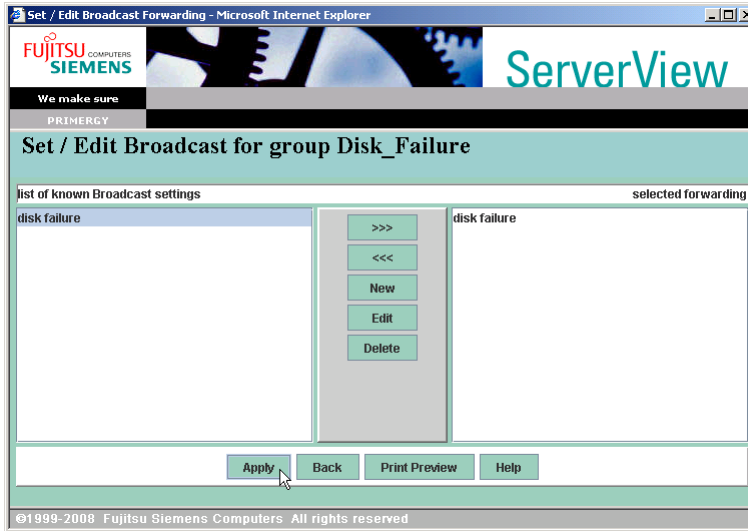 Set / Edit Broadcast Forwarding - Microsoft Internet Explorer
FUJITSU COMPUTERS
SIEMENS
ServerView
We make sure
PRIMERGY
Set / Edit Broadcast for group Disk_Failure
list of known Broadcast settings
selected forwarding
disk failure
>>>
disk failure
<<<
New
Edit
Delete
Apply
Back
Print Preview
Help
©1999-2008 Fujitsu Siemens Computers All rights reserved